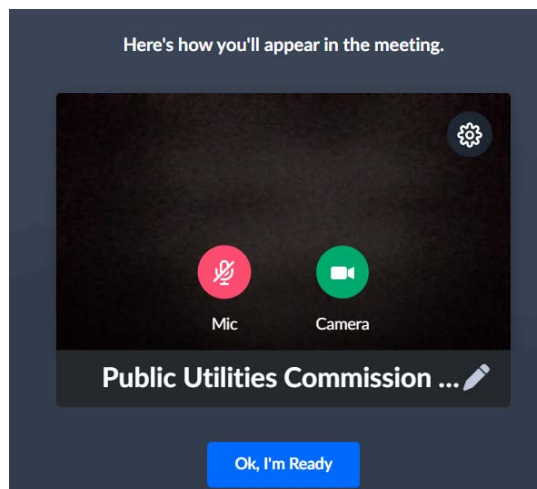 Here's how you'll appear in the meeting.
Mic Camera
Public Utilities Commission ...
Ok, I'm Ready